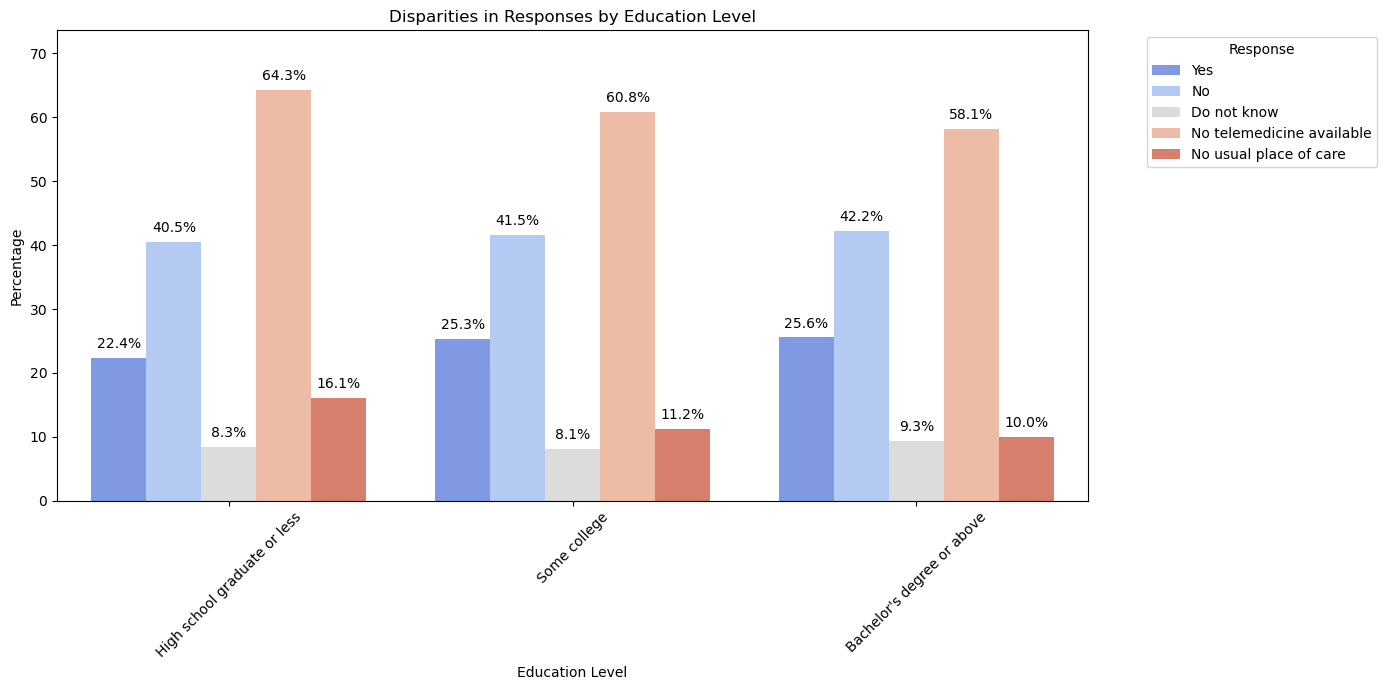 Disparities in Responses by Education Level
Response
Yes
No
Do not know
No telemedicine available
No usual place of care
Percentage
70
60
50
40
30
20
10
0
22.4%
40.5%
8.3%
64.3%
16.1%
25.3%
41.5%
8.1%
60.8%
11.2%
25.6%
42.2%
9.3%
58.1%
10.0%
High school graduate or less
Some college
Bachelor's degree or above
Education Level